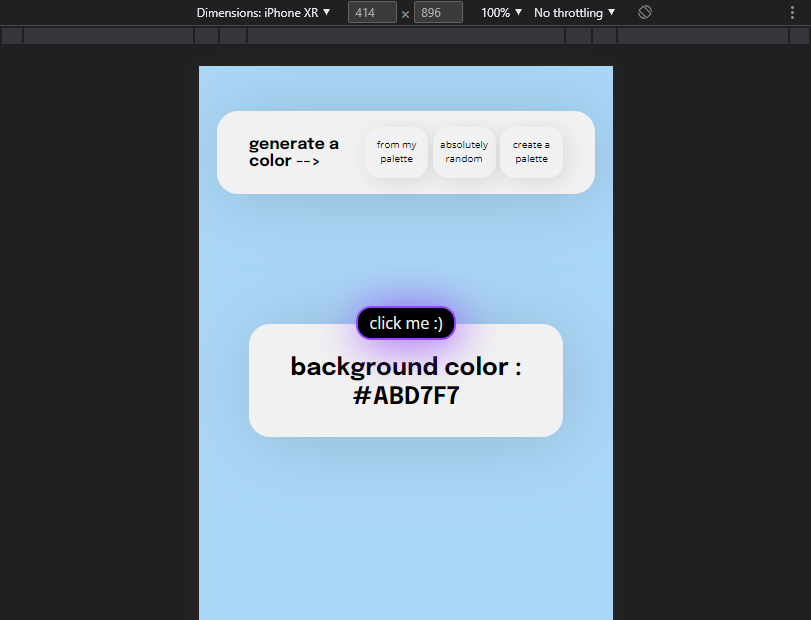 Dimensions: iPhone XR ▼ 414 × 896 100% ▼ No throttling ▼
generate a
color -->
from my
palette
absolutely
random
create a
palette
click me :)
background color :
#ABD7F7